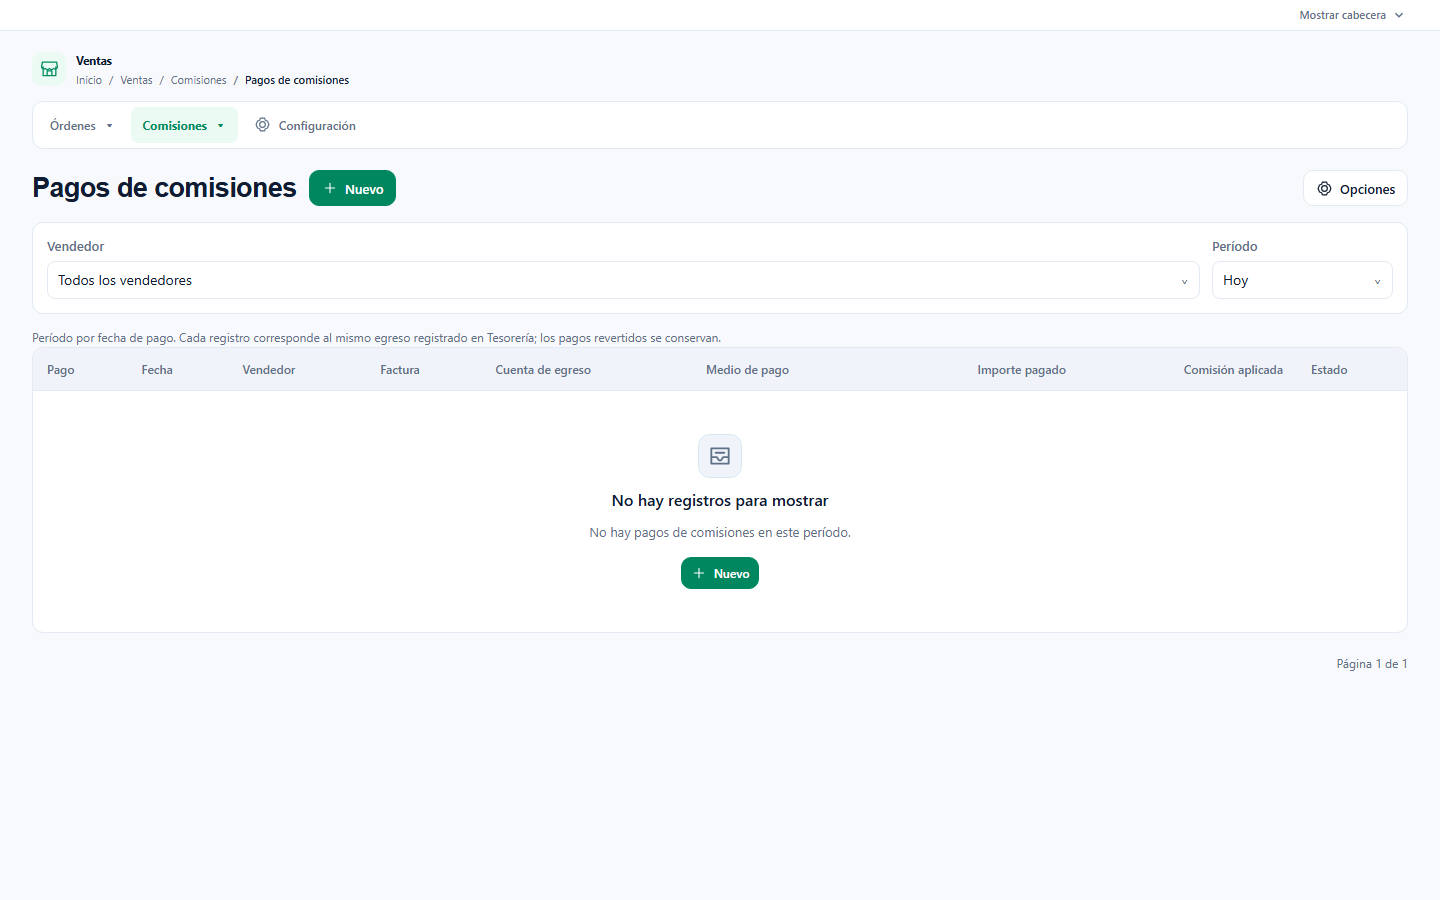 Mostrar cabecera
Ventas
Inicio / Ventas / Comisiones / Pagos de comisiones
Órdenes Comisiones Configuración
Pagos de comisiones + Nuevo Opciones
Vendedor Período
Todos los vendedores Hoy
Período por fecha de pago. Cada registro corresponde al mismo egreso registrado en Tesorería; los pagos revertidos se conservan.
Pago Fecha Vendedor Factura Cuenta de egreso Medio de pago Importe pagado Comisión aplicada Estado
No hay registros para mostrar
No hay pagos de comisiones en este período.
+ Nuevo
Página 1 de 1